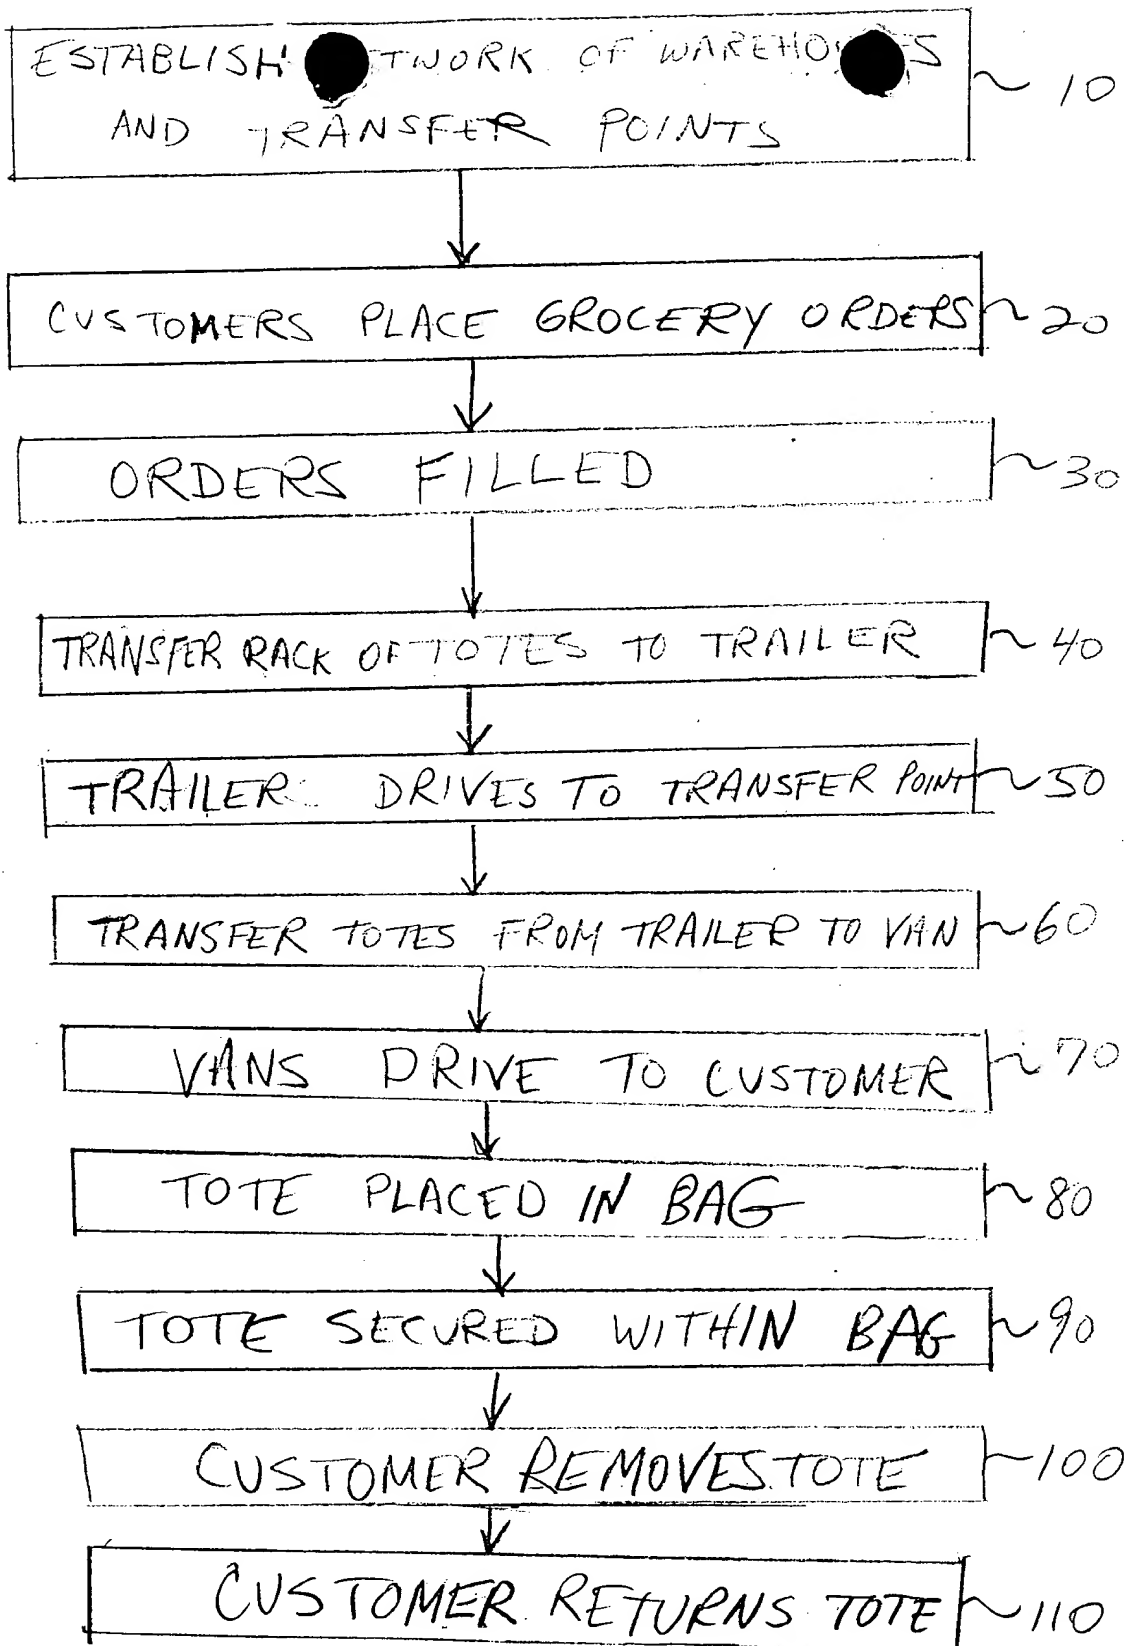 ESTABLISH TWORK OF WAREHO S
AND TRANSFER POINTS
10
CUSTOMERS PLACE GROCERY ORDERS
20
ORDERS FILLED
30
TRANSFER RACK OF TOTES TO TRAILER
40
TRAILER DRIVES TO TRANSFER POINT
50
TRANSFER TOTES FROM TRAILER TO VAN
60
VANS DRIVE TO CUSTOMER
70
TOTE PLACED IN BAG
80
TOTE SECURED WITHIN BAG
90
CUSTOMER REMOVES TOTE
100
CUSTOMER RETURNS TOTE
110